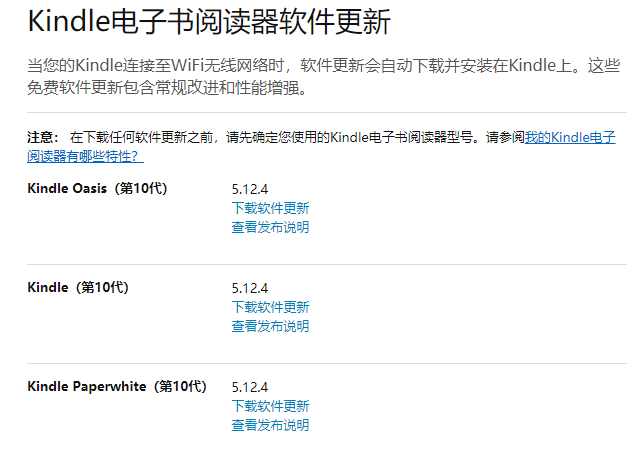 Kindle电子书阅读器软件更新
当您的Kindle连接至WiFi无线网络时，软件更新会自动下载并安装在Kindle上。这些
免费软件更新包含常规改进和性能增强。
注意： 在下载任何软件更新之前，请先确定您使用的Kindle电子书阅读器型号。请参阅我的Kindle电子
阅读器有哪些特性？
Kindle Oasis（第10代） 5.12.4
下载软件更新
查看发布说明
Kindle（第10代） 5.12.4
下载软件更新
查看发布说明
Kindle Paperwhite（第10代） 5.12.4
下载软件更新
查看发布说明